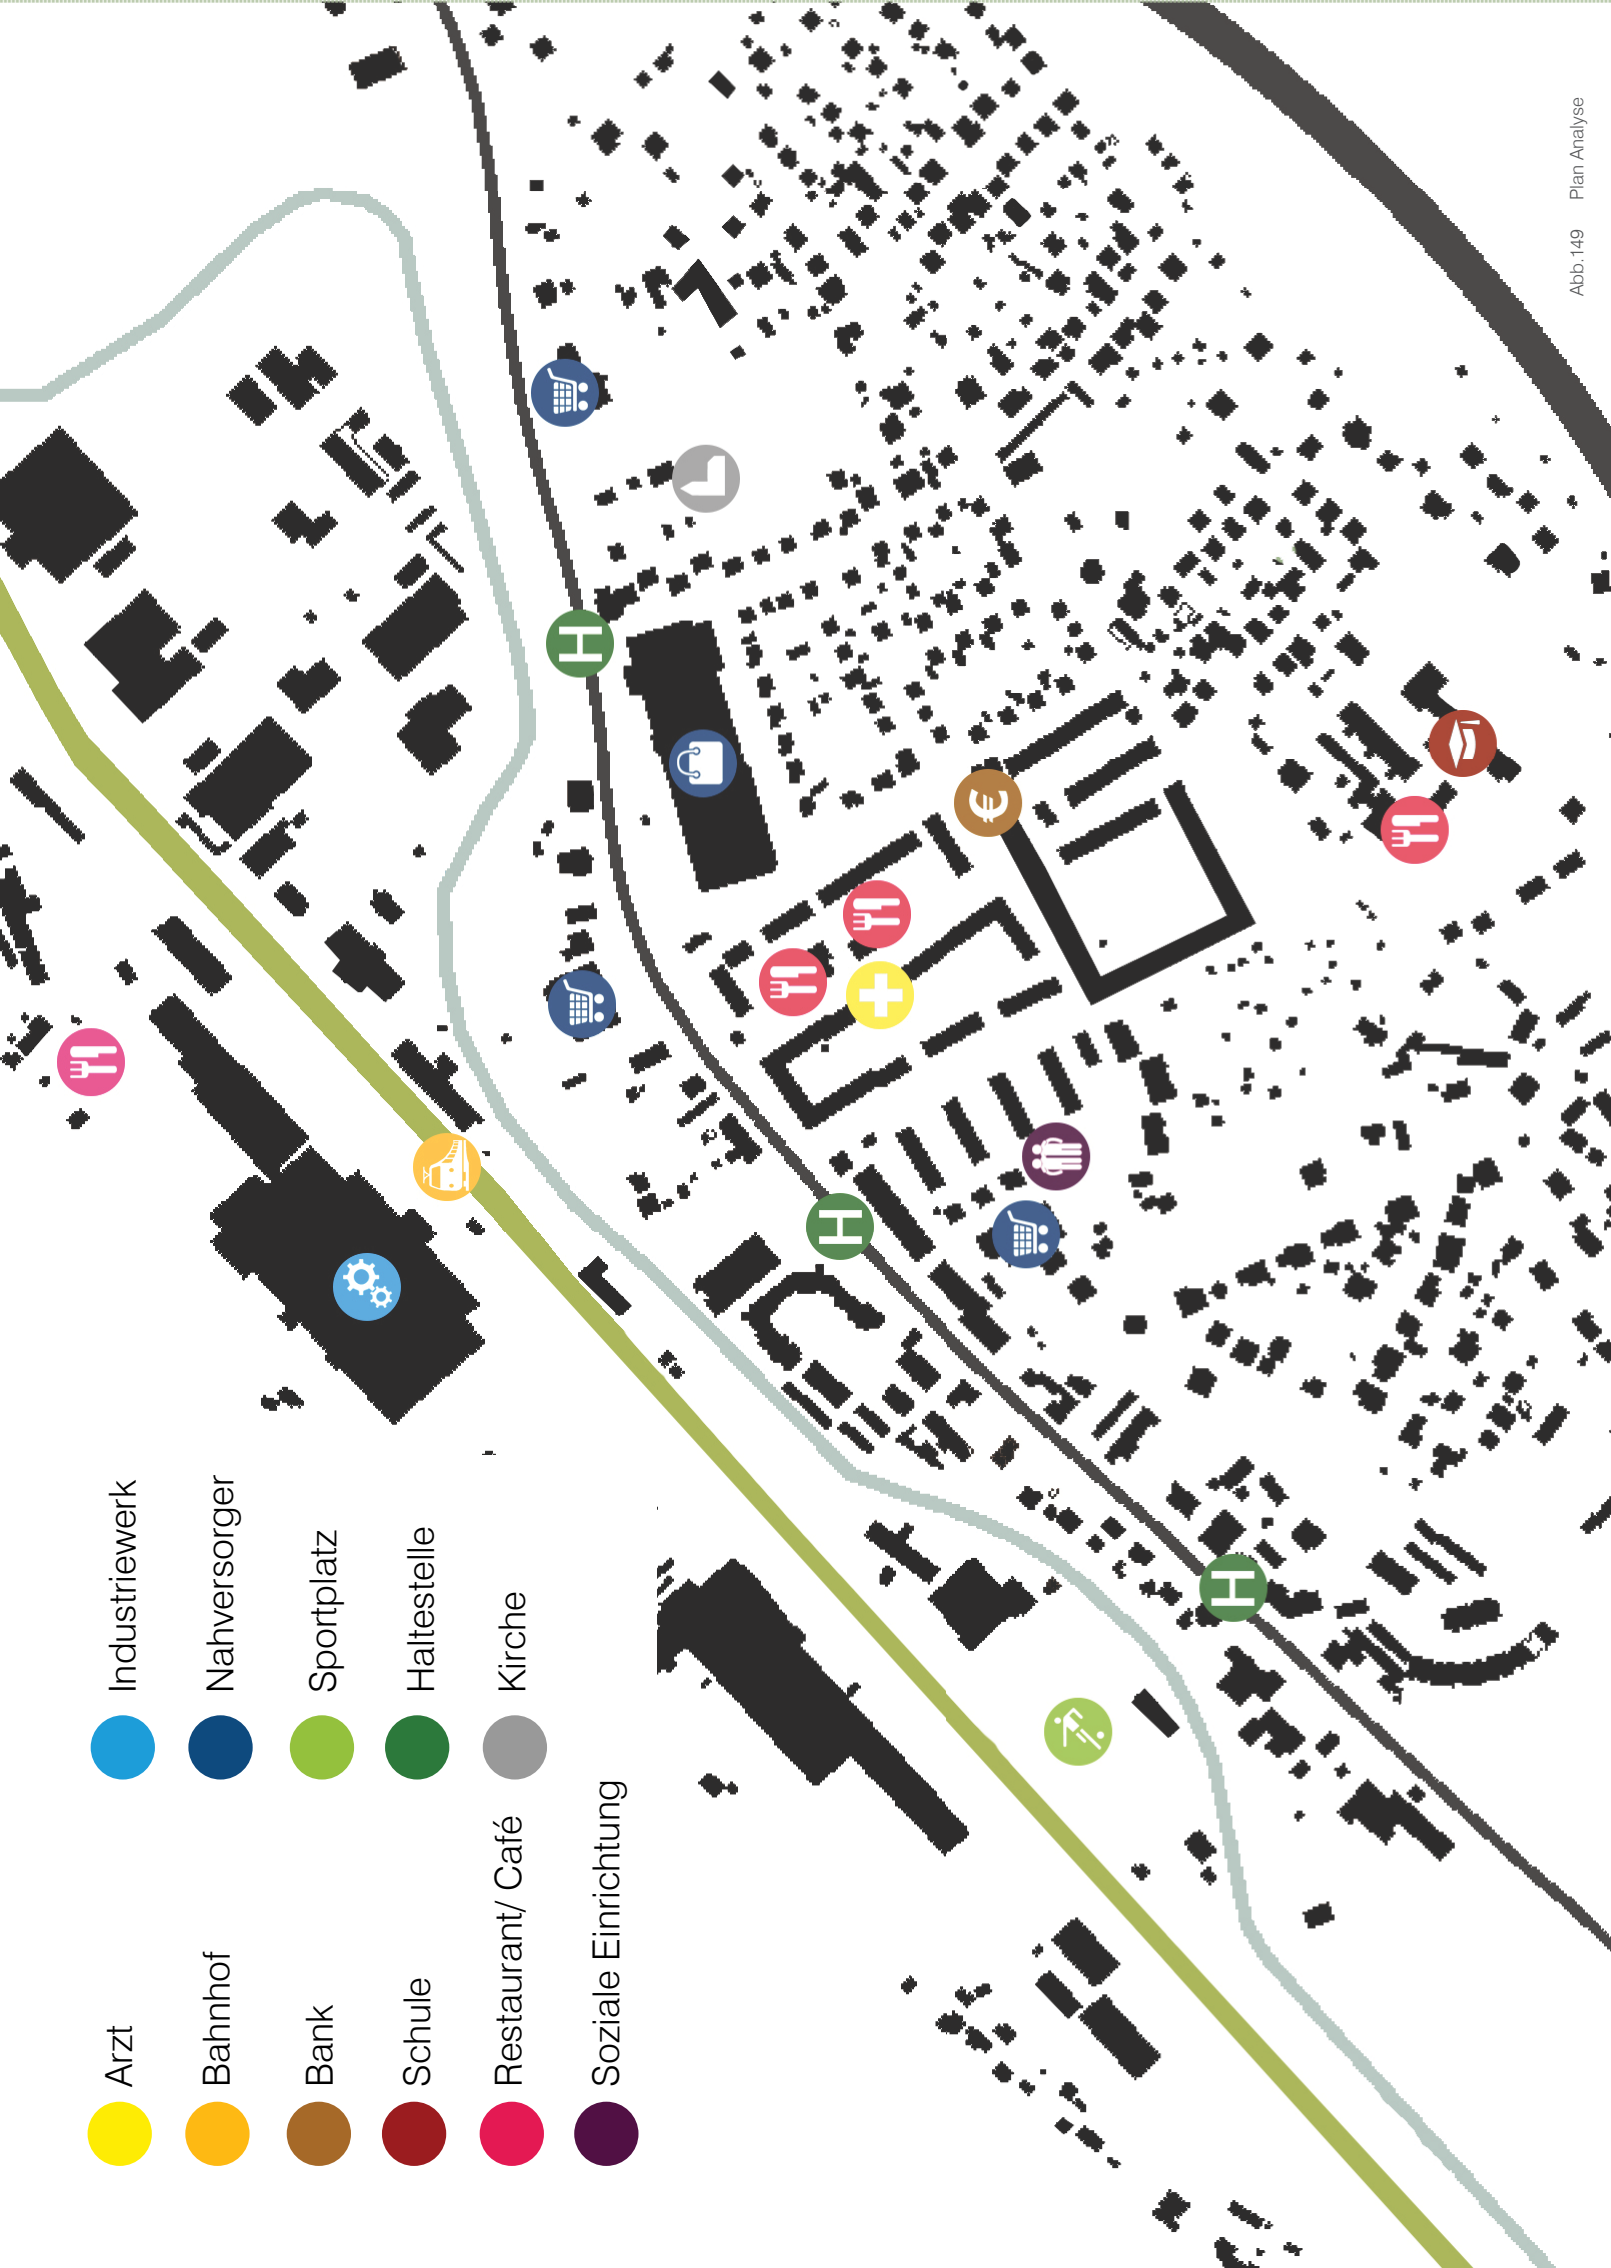 Arzt
Bahnhof
Bank
Schule
Restaurant/ Café
Soziale Einrichtung
Industriewerk
Nahversorger
Sportplatz
Haltestelle
Kirche
H
H
H
€
Abb.149 Plan Analyse